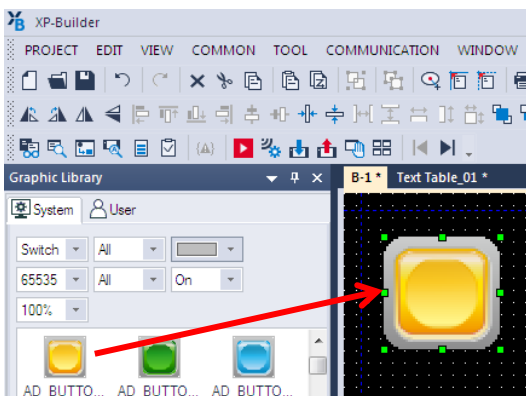 XP-Builder
PROJECT EDIT VIEW COMMON TOOL COMMUNICATION WINDOW
Graphic Library
B-1 * Text Table_01 *
System User
Switch All
65535 All On
100%
AD_BUTTO... AD_BUTTO... AD_BUTTO...